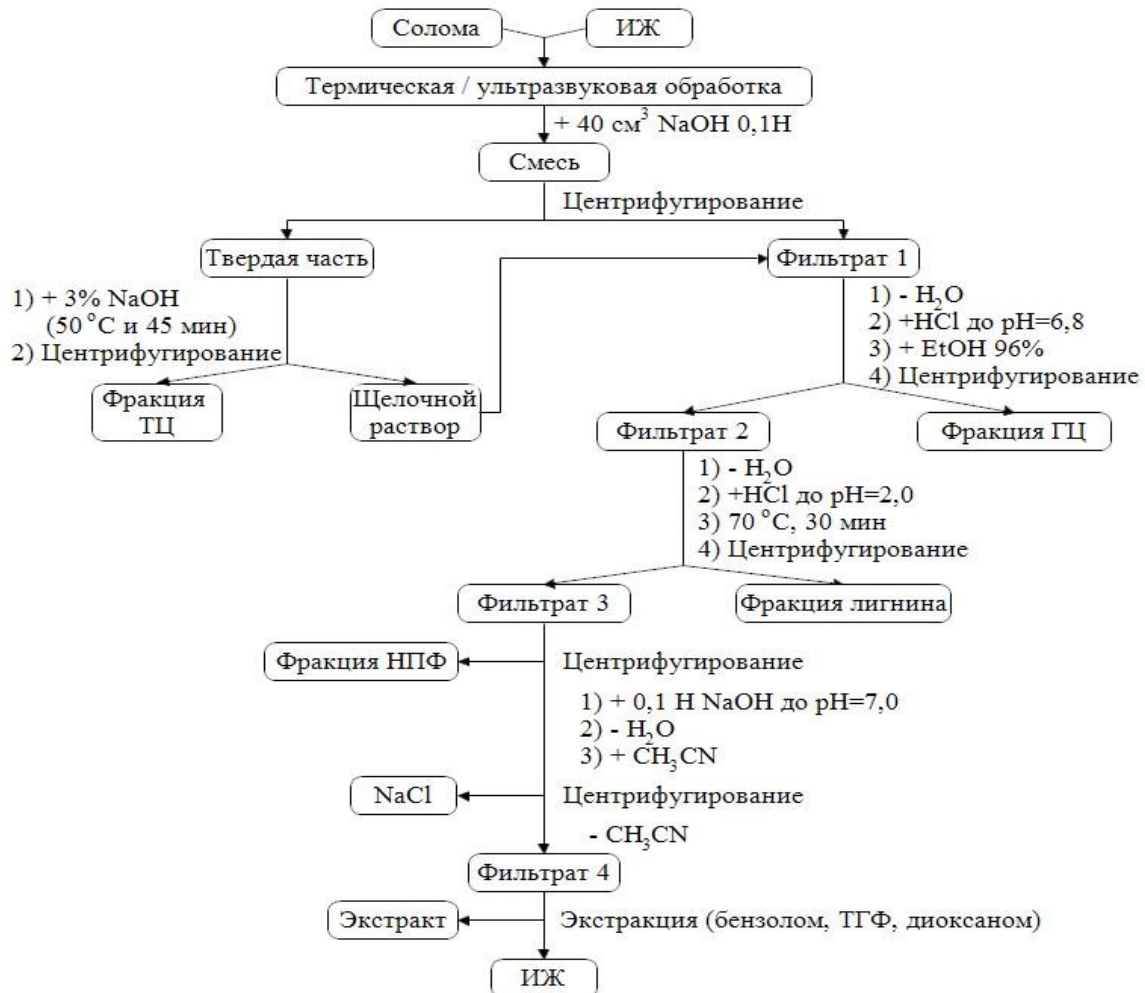 Солома
ИЖ
Термическая / ультразвуковая обработка
+ 40 см³ NaOH 0,1Н
Смесь
Центрифугирование
Твердая часть
Фильтрат 1
1) + 3% NaOH
(50 °C и 45 мин)
2) Центрифугирование
1) - H₂O
2) +HCl до pH=6,8
3) + EtOH 96%
4) Центрифугирование
Фракция
ТЦ
Щелочной
раствор
Фильтрат 2
Фракция ГЦ
1) - H₂O
2) +HCl до pH=2,0
3) 70 °C, 30 мин
4) Центрифугирование
Фильтрат 3
Фракция лигнина
Фракция НПФ
Центрифугирование
1) + 0,1 Н NaOH до pH=7,0
2) - H₂O
3) + CH₃CN
NaCl
Центрифугирование
- CH₃CN
Фильтрат 4
Экстракт
Экстракция (бензолом, ТГФ, диоксаном)
ИЖ